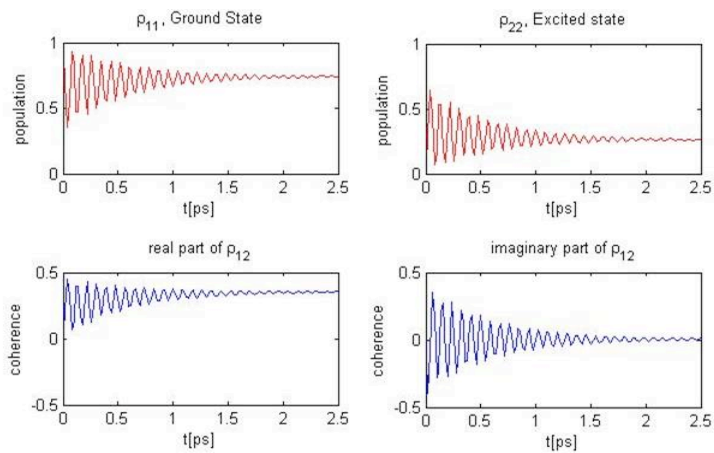 ρ11, Ground State
1
0.5
0
population
0 0.5 1 1.5 2 2.5
t[ps]
ρ22, Excited state
1
0.5
0
population
0 0.5 1 1.5 2 2.5
t[ps]
real part of ρ12
0.5
0
-0.5
coherence
0 0.5 1 1.5 2 2.5
t[ps]
imaginary part of ρ12
0.5
0
-0.5
coherence
0 0.5 1 1.5 2 2.5
t[ps]